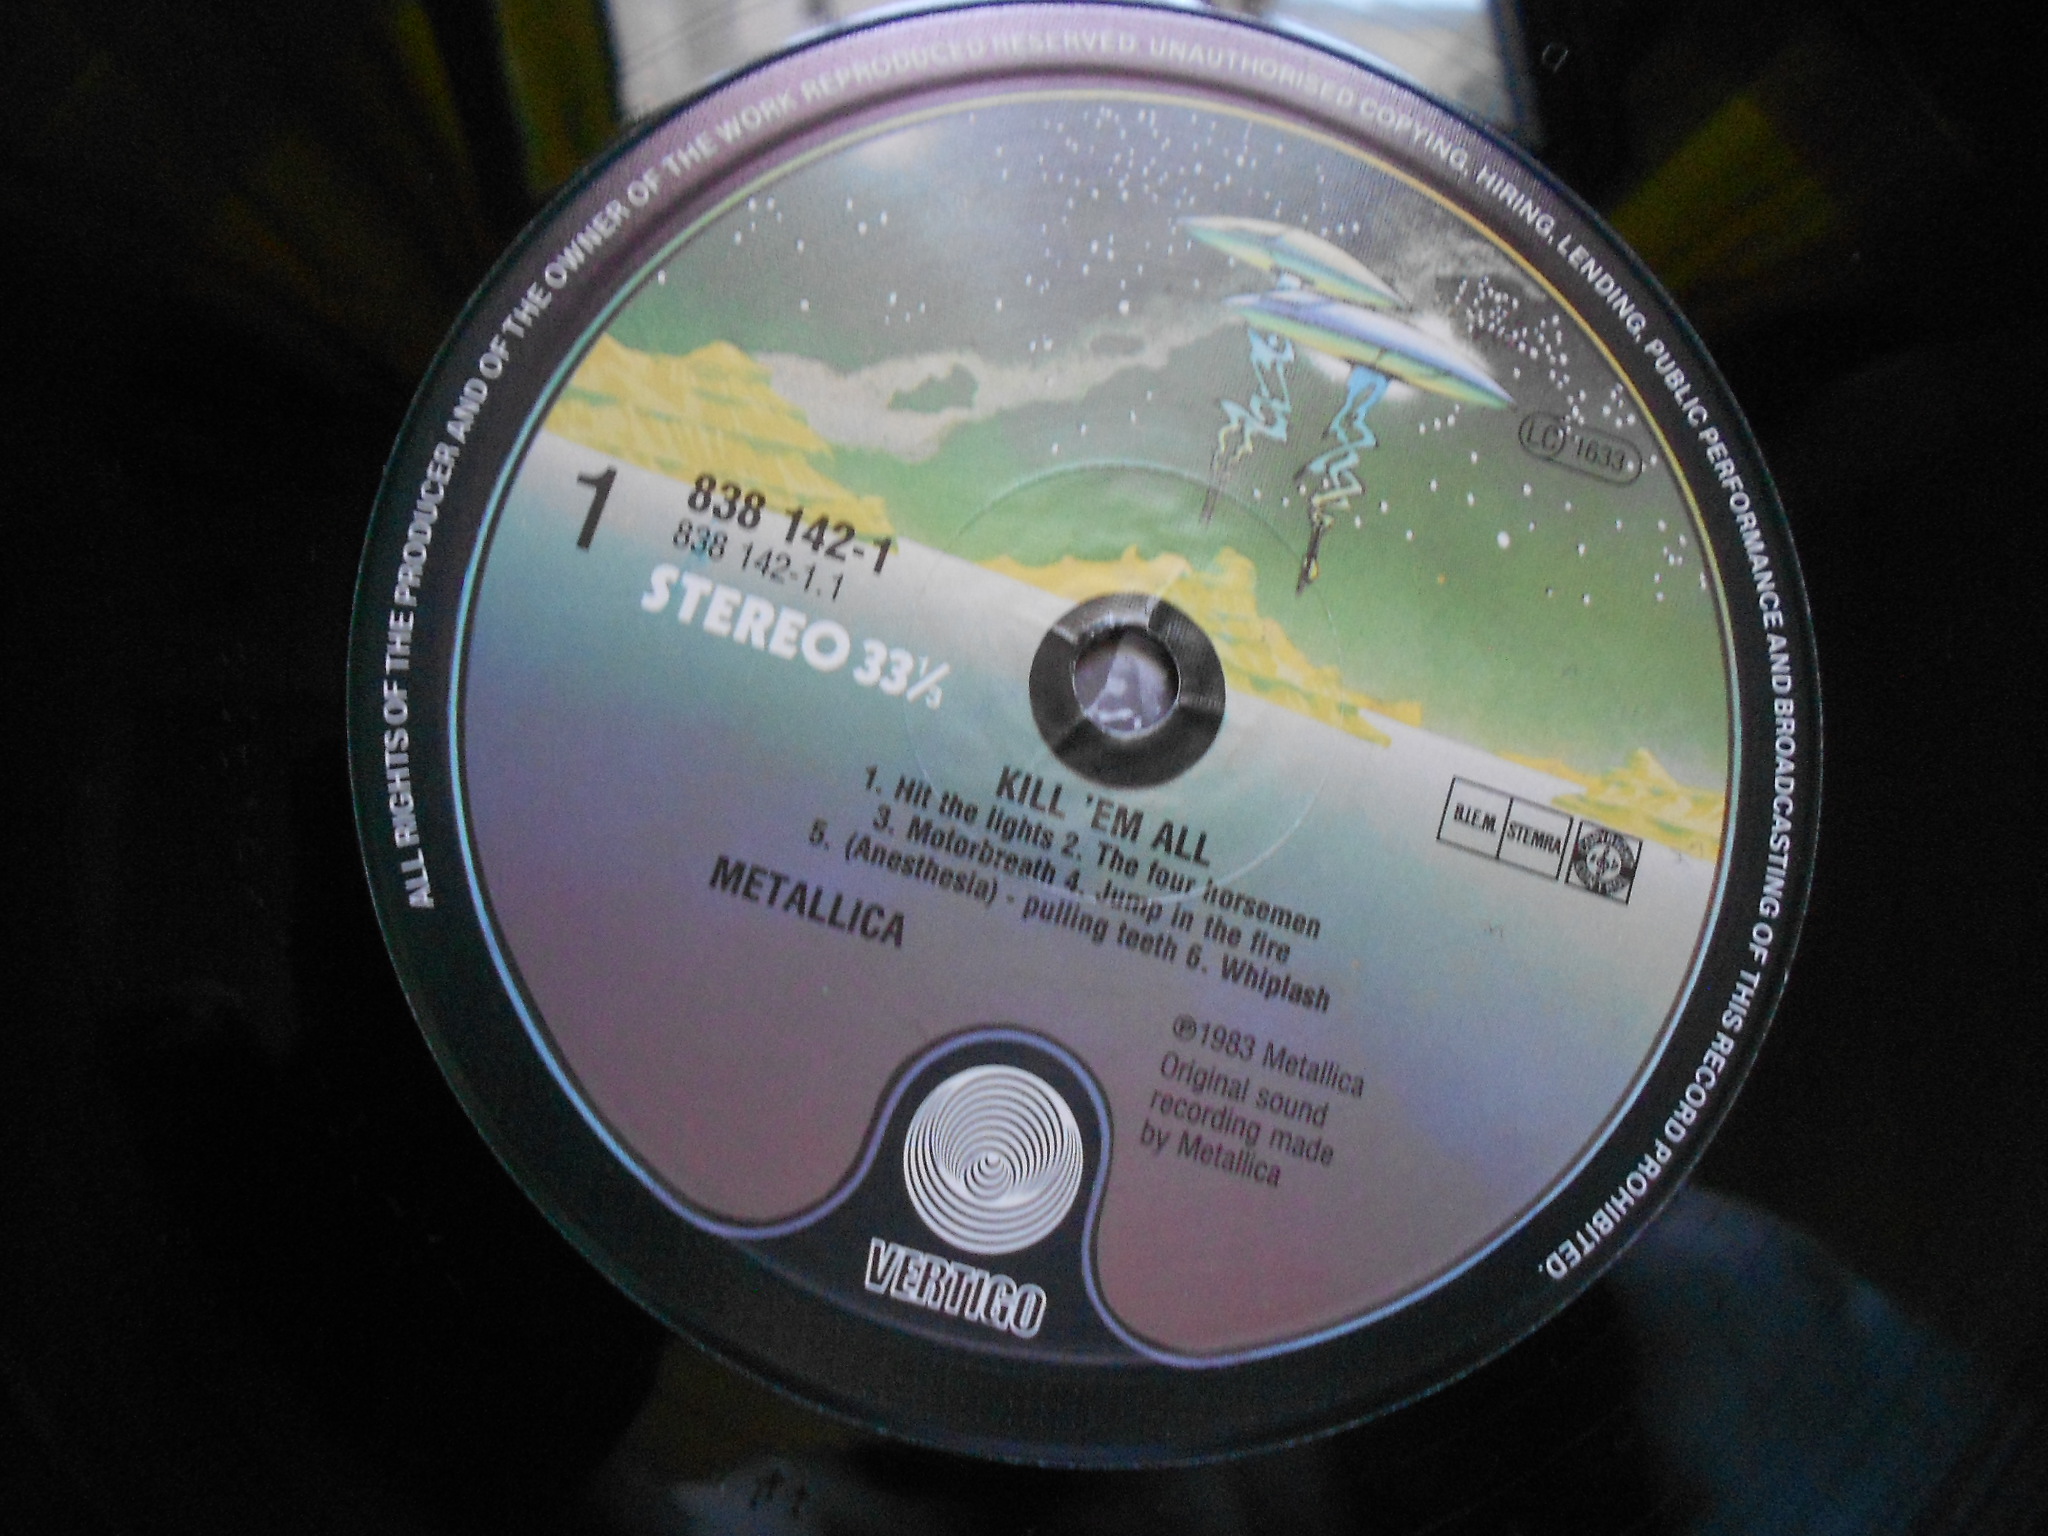 ALL RIGHTS OF THE PRODUCER AND OF THE OWNER OF THE WORK REPRODUCED RESERVED. UNAUTHORISED COPYING, HIRING, LENDING, PUBLIC PERFORMANCE AND BROADCASTING OF THIS RECORD PROHIBITED.
LC 1633
1
838 142-1
838 142-1.1
STEREO 33⅓
B.I.E.M. STEMRA
KILL 'EM ALL
1. Hit the lights 2. The four horsemen
3. Motorbreath 4. Jump in the fire
5. (Anesthesia) - pulling teeth 6. Whiplash
METALLICA
℗1983 Metallica
Original sound
recording made
by Metallica
VERTIGO